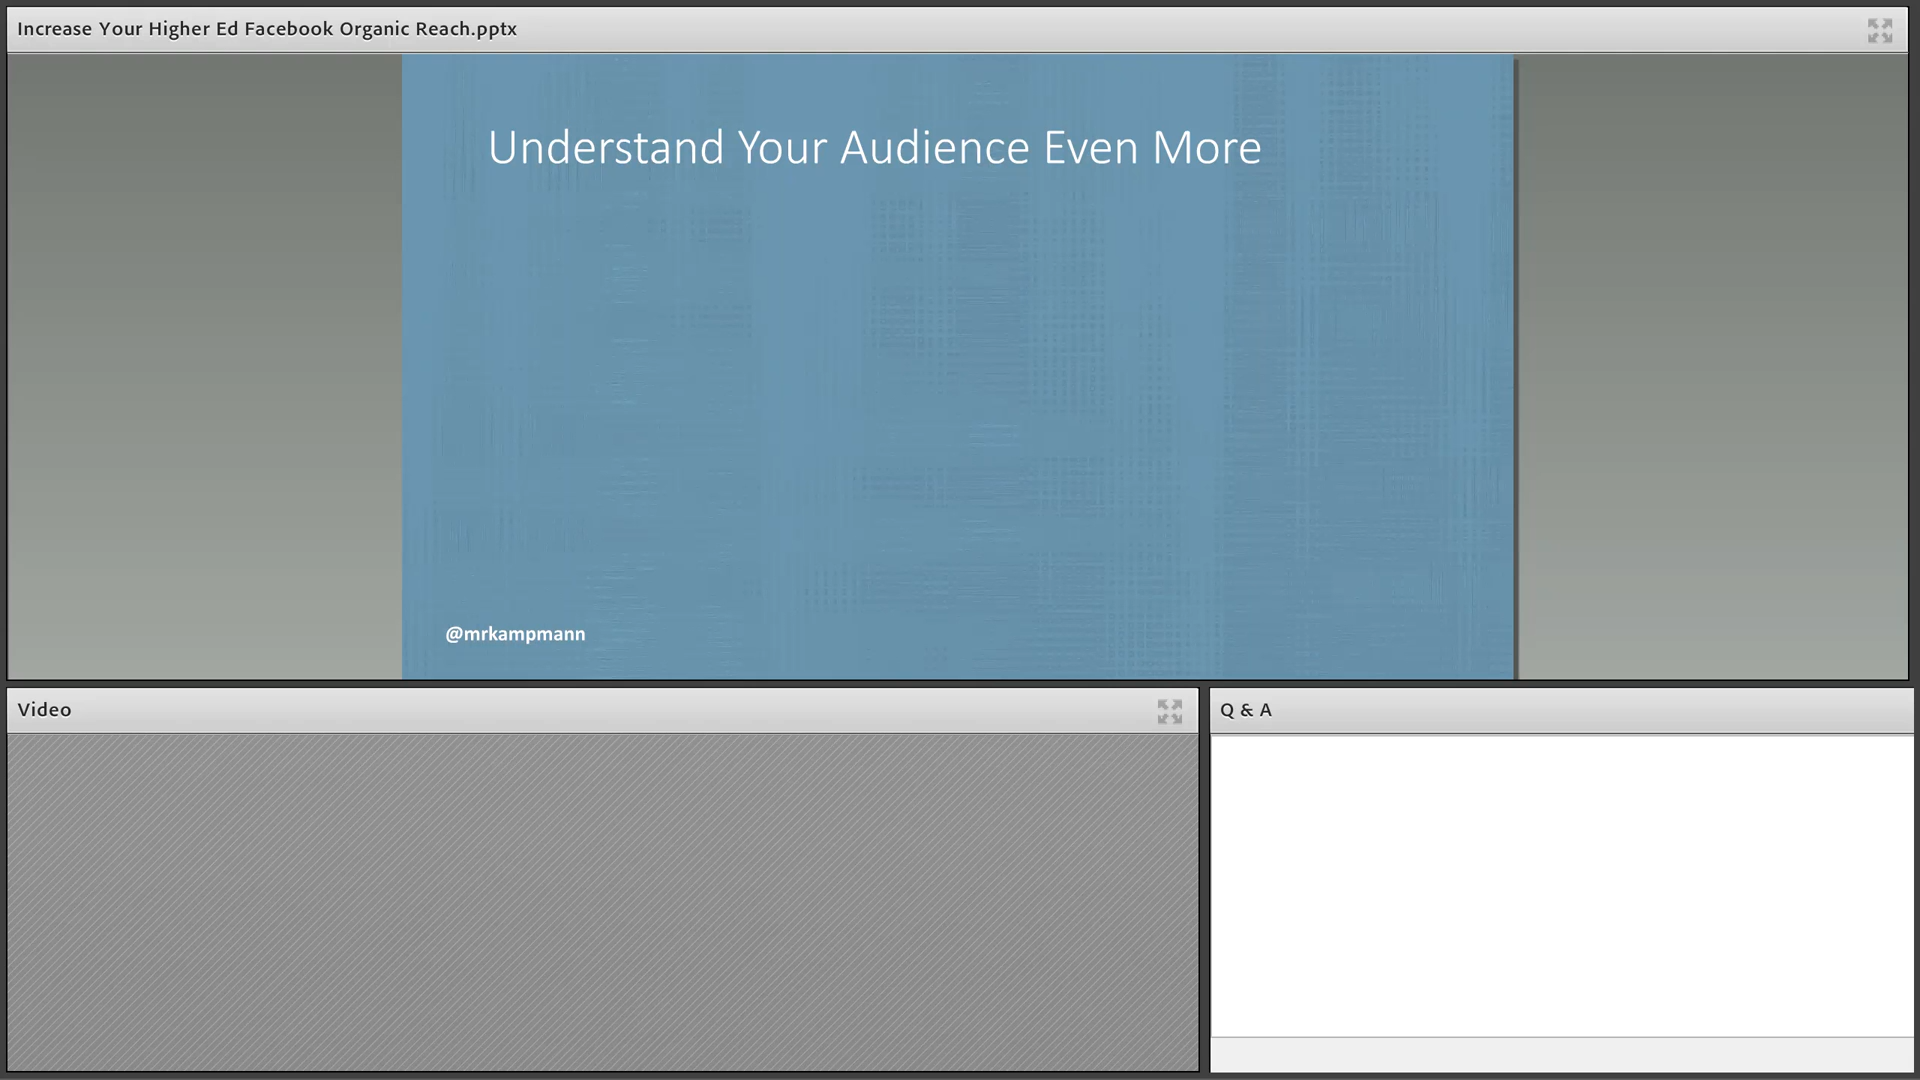 Increase Your Higher Ed Facebook Organic Reach.pptx
Understand Your Audience Even More
@mrkampmann
Video
Q & A